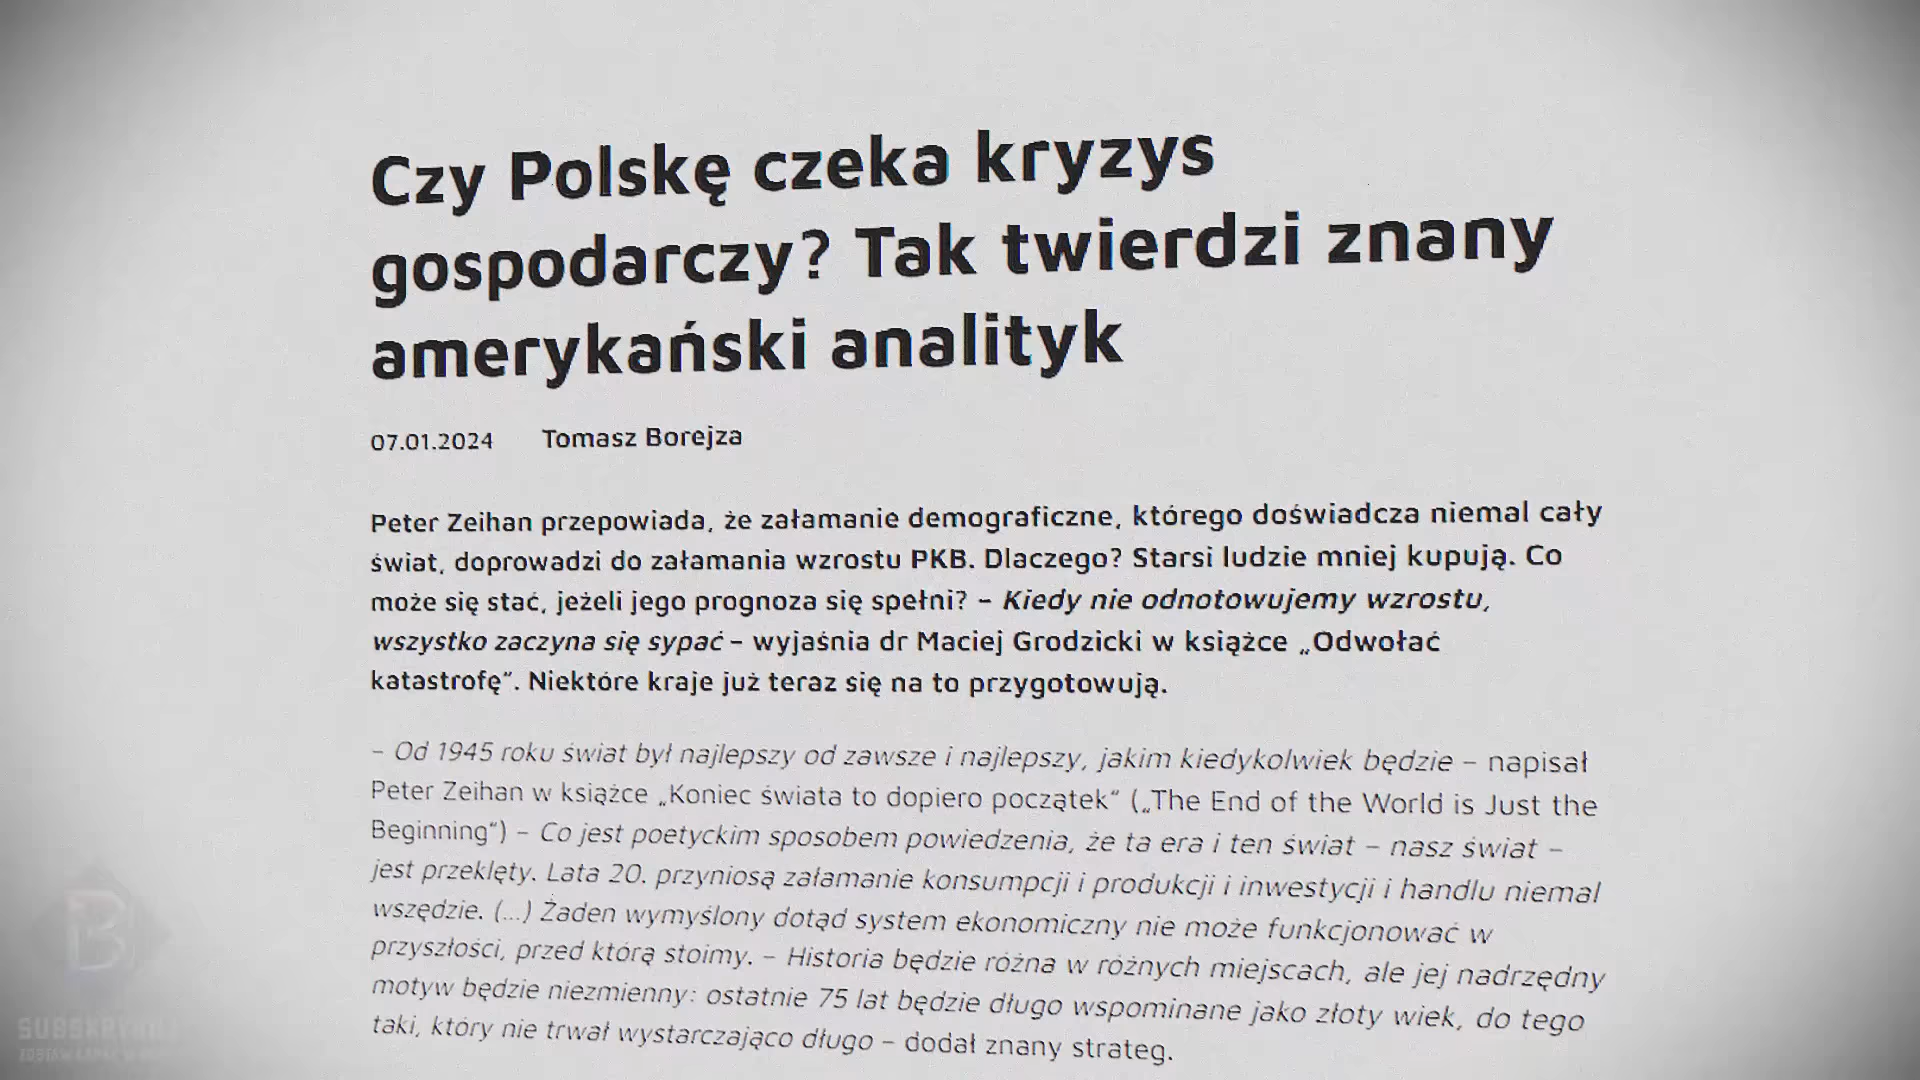 Czy Polskę czeka kryzys
gospodarczy? Tak twierdzi znany
amerykański analityk
07.01.2024 Tomasz Borejza
Peter Zeihan przepowiada, że załamanie demograficzne, którego doświadcza niemal cały
świat, doprowadzi do załamania wzrostu PKB. Dlaczego? Starsi ludzie mniej kupują. Co
może się stać, jeżeli jego prognoza się spełni? – Kiedy nie odnotowujemy wzrostu,
wszystko zaczyna się sypać – wyjaśnia dr Maciej Grodzicki w książce „Odwołać
katastrofę”. Niektóre kraje już teraz się na to przygotowują.
– Od 1945 roku świat był najlepszy od zawsze i najlepszy, jakim kiedykolwiek będzie – napisał
Peter Zeihan w książce „Koniec świata to dopiero początek“ („The End of the World is Just the
Beginning“) – Co jest poetyckim sposobem powiedzenia, że ta era i ten świat – nasz świat –
jest przeklęty. Lata 20. przyniosą załamanie konsumpcji i produkcji i inwestycji i handlu niemal
wszędzie. (...) Żaden wymyślony dotąd system ekonomiczny nie może funkcjonować w
przyszłości, przed którą stoimy. – Historia będzie różna w różnych miejscach, ale jej nadrzędny
motyw będzie niezmienny: ostatnie 75 lat będzie długo wspominane jako złoty wiek, do tego
taki, który nie trwał wystarczająco długo – dodał znany strateg.
B